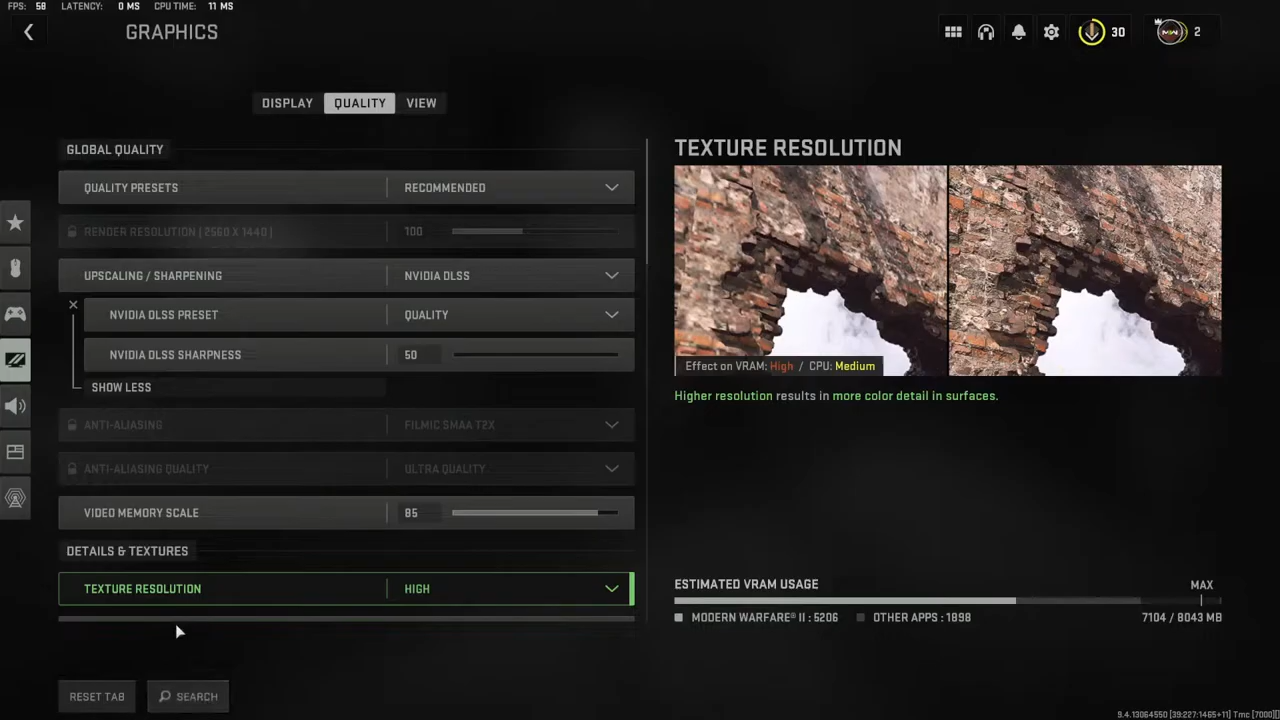 FPS: 58 LATENCY: 0 MS CPU TIME: 11 MS
GRAPHICS
30
2
DISPLAY QUALITY VIEW
GLOBAL QUALITY
QUALITY PRESETS RECOMMENDED
RENDER RESOLUTION [ 2560 X 1440 ] 100
UPSCALING / SHARPENING NVIDIA DLSS
NVIDIA DLSS PRESET QUALITY
NVIDIA DLSS SHARPNESS 50
SHOW LESS
ANTI-ALIASING FILMIC SMAA T2X
ANTI-ALIASING QUALITY ULTRA QUALITY
VIDEO MEMORY SCALE 85
DETAILS & TEXTURES
TEXTURE RESOLUTION HIGH
RESET TAB SEARCH
TEXTURE RESOLUTION
Effect on VRAM: High / CPU: Medium
Higher resolution results in more color detail in surfaces.
ESTIMATED VRAM USAGE MAX
MODERN WARFARE® II : 5206 OTHER APPS : 1898 7104 / 8043 MB